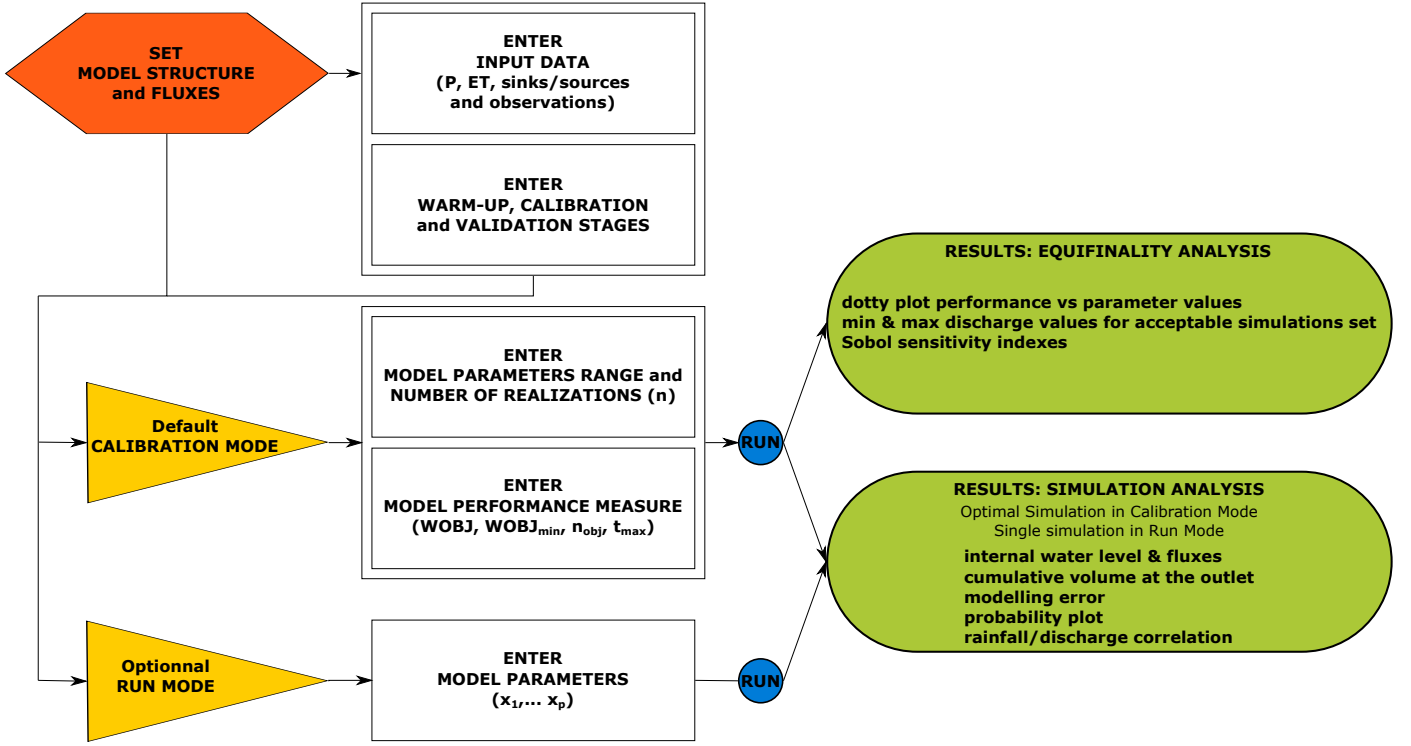 SET
MODEL STRUCTURE
and FLUXES
ENTER
INPUT DATA
(P, ET, sinks/sources
and observations)
ENTER
WARM-UP, CALIBRATION
and VALIDATION STAGES
Default
CALIBRATION MODE
ENTER
MODEL PARAMETERS RANGE and
NUMBER OF REALIZATIONS (n)
ENTER
MODEL PERFORMANCE MEASURE
(WOBJ, WOBJmin, nobj, tmax)
RUN
RESULTS: EQUIFINALITY ANALYSIS
dotty plot performance vs parameter values
min & max discharge values for acceptable simulations set
Sobol sensitivity indexes
RESULTS: SIMULATION ANALYSIS
Optimal Simulation in Calibration Mode
Single simulation in Run Mode
internal water level & fluxes
cumulative volume at the outlet
modelling error
probability plot
rainfall/discharge correlation
Optionnal
RUN MODE
ENTER
MODEL PARAMETERS
(x1,... xp)
RUN